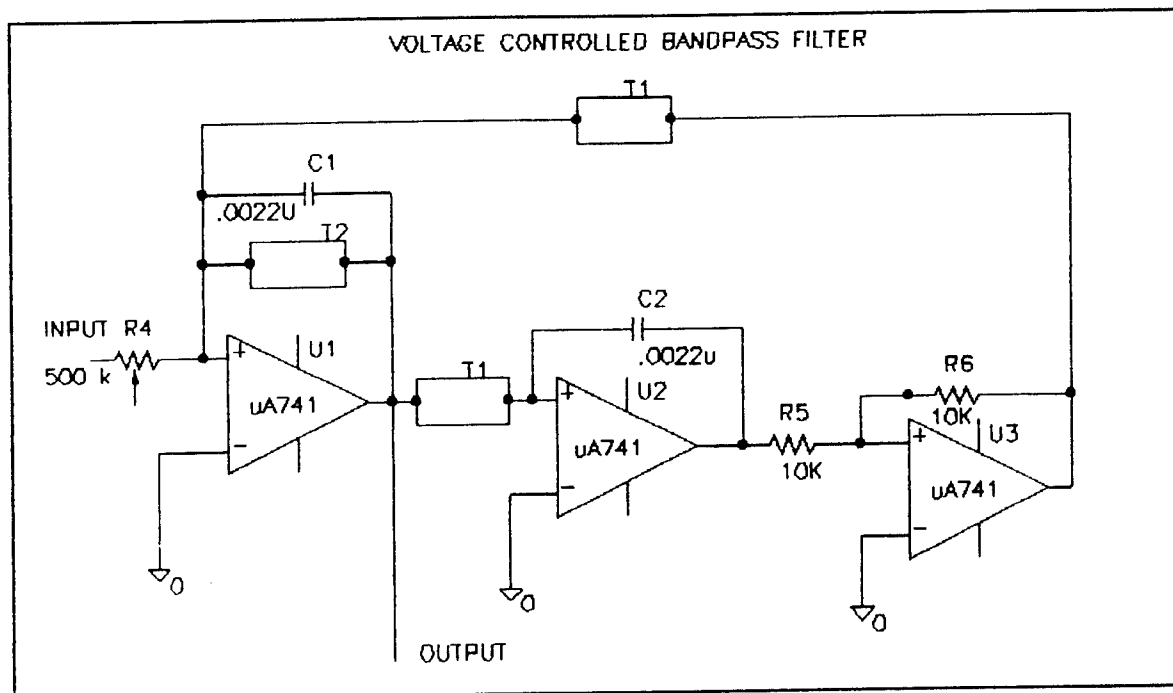 VOLTAGE CONTROLLED BANDPASS FILTER
T1
C1
.0022U
T2
INPUT R4
500 k
+
U1
uA741
-
0
T1
C2
.0022u
+
U2
uA741
-
0
R5
10K
R6
10K
+
U3
uA741
-
0
OUTPUT